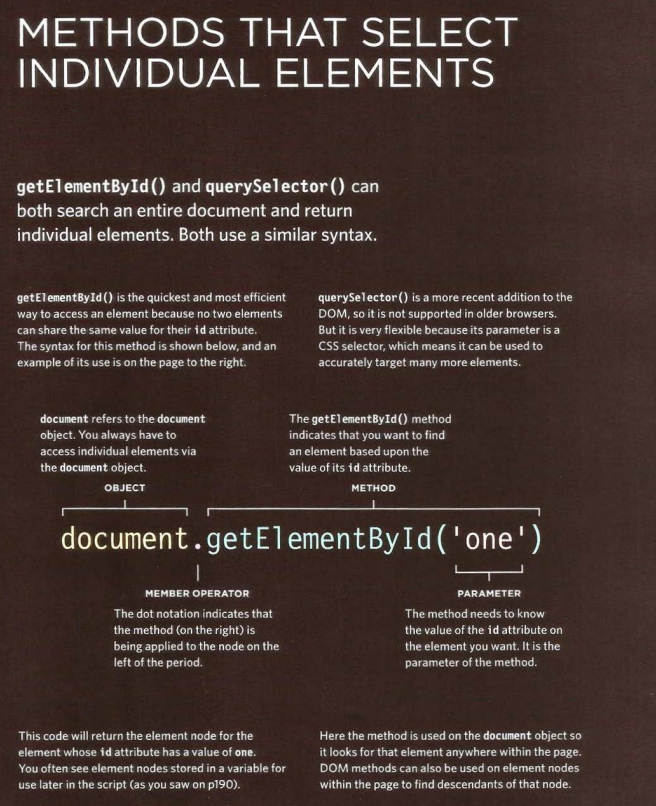 METHODS THAT SELECT
INDIVIDUAL ELEMENTS
getElementById() and querySelector() can
both search an entire document and return
individual elements. Both use a similar syntax.
getElementById() is the quickest and most efficient
way to access an element because no two elements
can share the same value for their id attribute.
The syntax for this method is shown below, and an
example of its use is on the page to the right.
querySelector() is a more recent addition to the
DOM, so it is not supported in older browsers.
But it is very flexible because its parameter is a
CSS selector, which means it can be used to
accurately target many more elements.
document refers to the document
object. You always have to
access individual elements via
the document object.
OBJECT
The getElementById() method
indicates that you want to find
an element based upon the
value of its id attribute.
METHOD
document.getElementById('one')
MEMBER OPERATOR
The dot notation indicates that
the method (on the right) is
being applied to the node on the
left of the period.
PARAMETER
The method needs to know
the value of the id attribute on
the element you want. It is the
parameter of the method.
This code will return the element node for the
element whose id attribute has a value of one.
You often see element nodes stored in a variable for
use later in the script (as you saw on p190).
Here the method is used on the document object so
it looks for that element anywhere within the page.
DOM methods can also be used on element nodes
within the page to find descendants of that node.